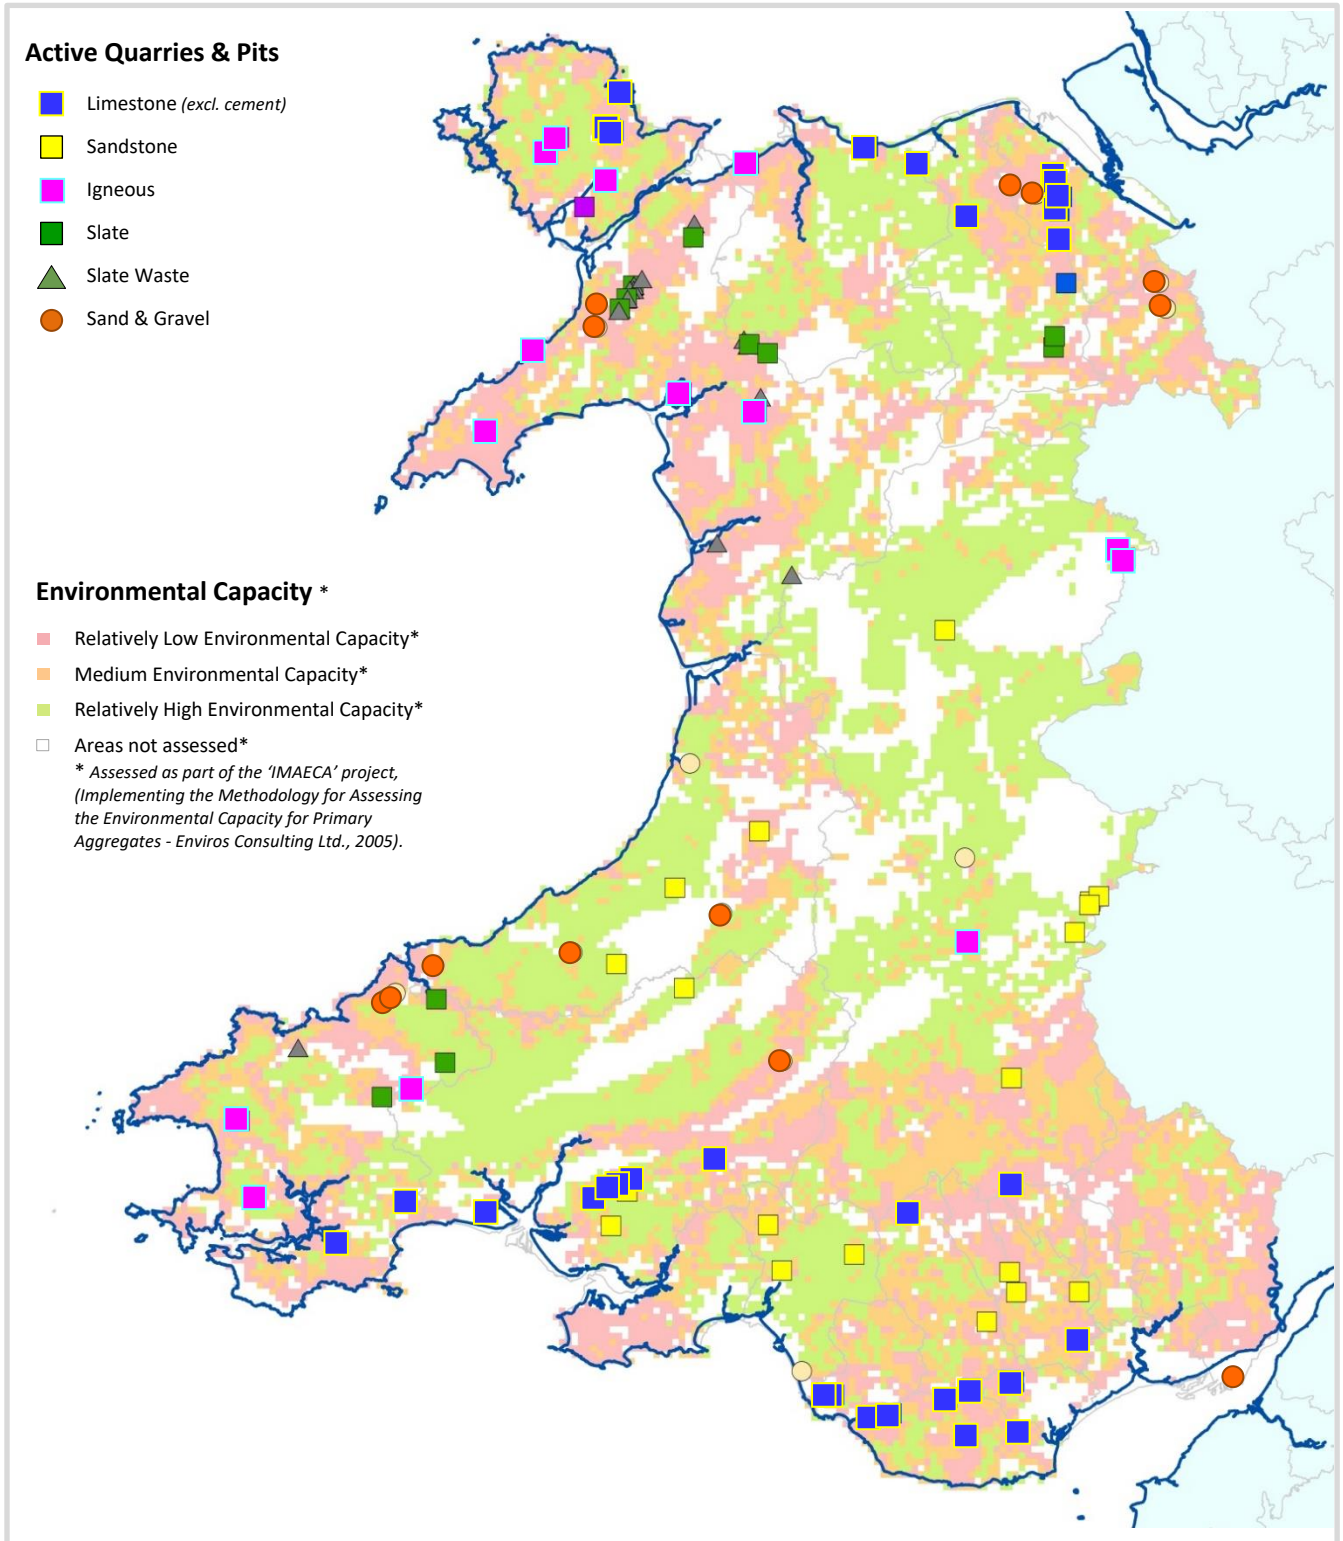 Active Quarries & Pits
Limestone (excl. cement)
Sandstone
Igneous
Slate
Slate Waste
Sand & Gravel
Environmental Capacity *
Relatively Low Environmental Capacity*
Medium Environmental Capacity*
Relatively High Environmental Capacity*
Areas not assessed*
* Assessed as part of the ‘IMAECA’ project,
(Implementing the Methodology for Assessing
the Environmental Capacity for Primary
Aggregates - Enviros Consulting Ltd., 2005).